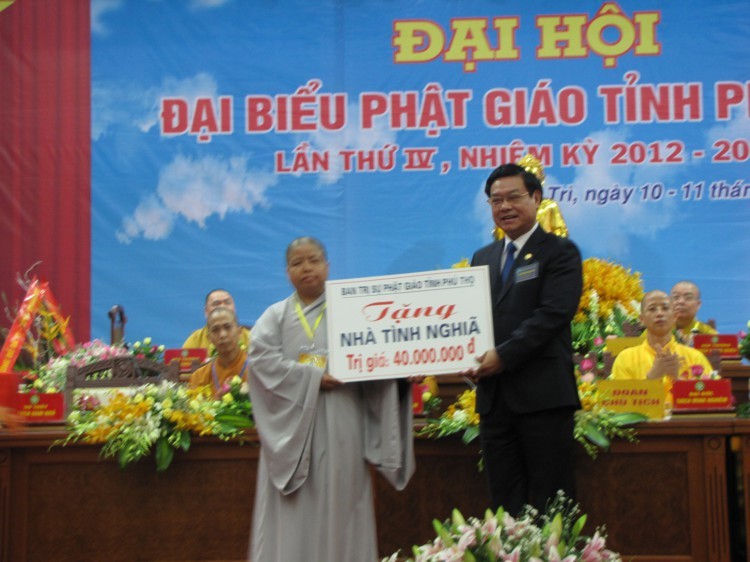 ĐẠI HỘI
ĐẠI BIỂU PHẬT GIÁO TỈNH
LẦN THỨ IV, NHIỆM KỲ 2012 - 20
Trì, ngày 10 - 11
BAN TRỊ SỰ PHẬT GIÁO TỈNH PHÚ THỌ
Tặng
NHÀ TÌNH NGHĨA
Trị giá: 40.000.000 đ
ĐOÀN
CHỦ TỊCH